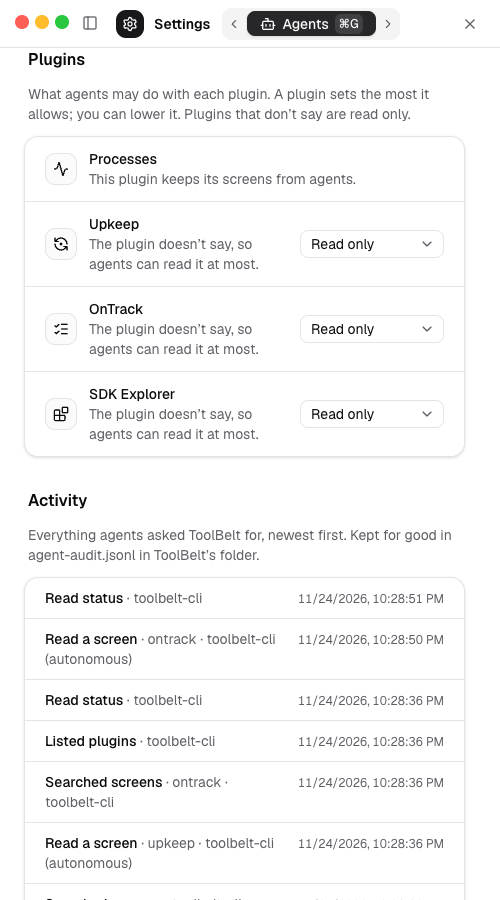 Settings
Agents ⌘G
Plugins
What agents may do with each plugin. A plugin sets the most it
allows; you can lower it. Plugins that don’t say are read only.
Processes
This plugin keeps its screens from agents.
Upkeep
The plugin doesn’t say, so
agents can read it at most.
Read only
OnTrack
The plugin doesn’t say, so
agents can read it at most.
Read only
SDK Explorer
The plugin doesn’t say, so
agents can read it at most.
Read only
Activity
Everything agents asked ToolBelt for, newest first. Kept for good in
agent-audit.jsonl in ToolBelt’s folder.
Read status · toolbelt-cli 11/24/2026, 10:28:51 PM
Read a screen · ontrack · toolbelt-cli 11/24/2026, 10:28:50 PM
(autonomous)
Read status · toolbelt-cli 11/24/2026, 10:28:36 PM
Listed plugins · toolbelt-cli 11/24/2026, 10:28:36 PM
Searched screens · ontrack · 11/24/2026, 10:28:36 PM
toolbelt-cli
Read a screen · upkeep · toolbelt-cli 11/24/2026, 10:28:36 PM
(autonomous)